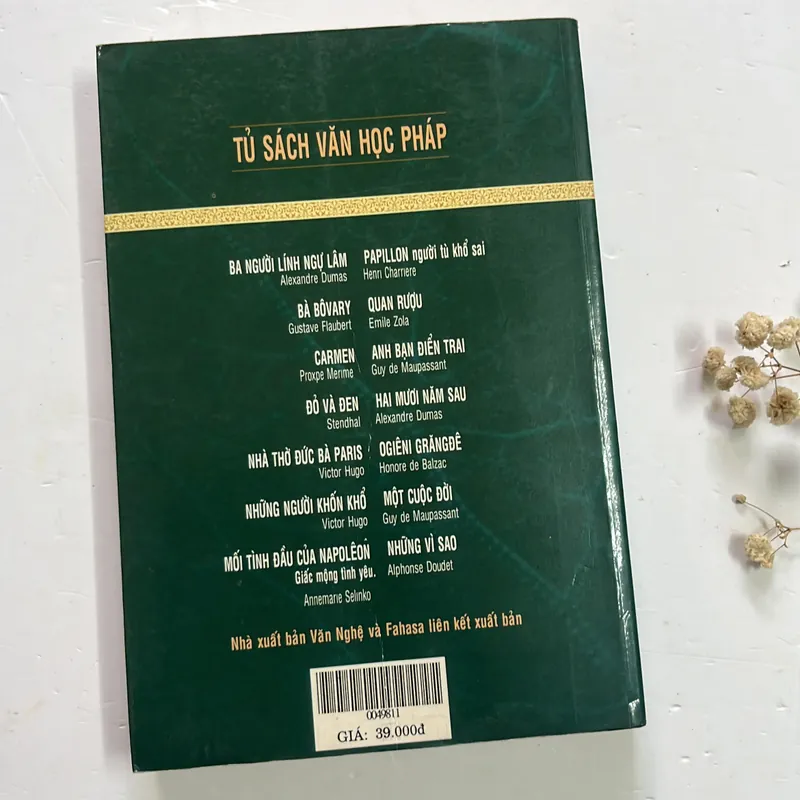 TỦ SÁCH VĂN HỌC PHÁP
BA NGƯỜI LÍNH NGỰ LÂM
Alexandre Dumas
PAPILLON người tù khổ sai
Henri Charriere
BÀ BÔVARY
Gustave Flaubert
QUAN RƯỢU
Emile Zola
CARMEN
Proxpe Merime
ANH BẠN ĐIỂN TRAI
Guy de Maupassant
ĐỎ VÀ ĐEN
Stendhal
HAI MƯƠI NĂM SAU
Alexandre Dumas
NHÀ THỜ ĐỨC BÀ PARIS
Victor Hugo
OGIÊNI GRĂNGĐÊ
Honore de Balzac
NHỮNG NGƯỜI KHỐN KHỔ
Victor Hugo
MỘT CUỘC ĐỜI
Guy de Maupassant
MỐI TÌNH ĐẦU CỦA NAPOLÊON
Giấc mộng tình yêu.
Annemarie Selinko
NHỮNG VÌ SAO
Alphonse Doudet
Nhà xuất bản Văn Nghệ và Fahasa liên kết xuất bản
0049811
GIÁ: 39.000đ